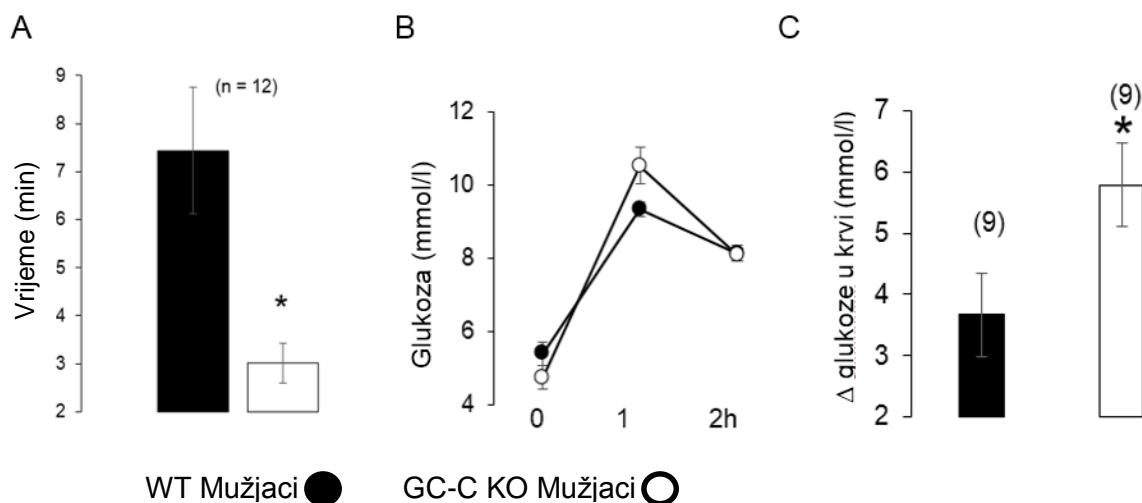 A
Vrijeme (min)
9
8
7
6
5
4
3
2
(n = 12)
*
B
Glukoza (mmol/l)
12
10
8
6
4
0 1 2h
C
Δ glukoze u krvi (mmol/l)
7
6
5
4
3
2
(9)
(9)
*
WT Mužjaci GC-C KO Mužjaci